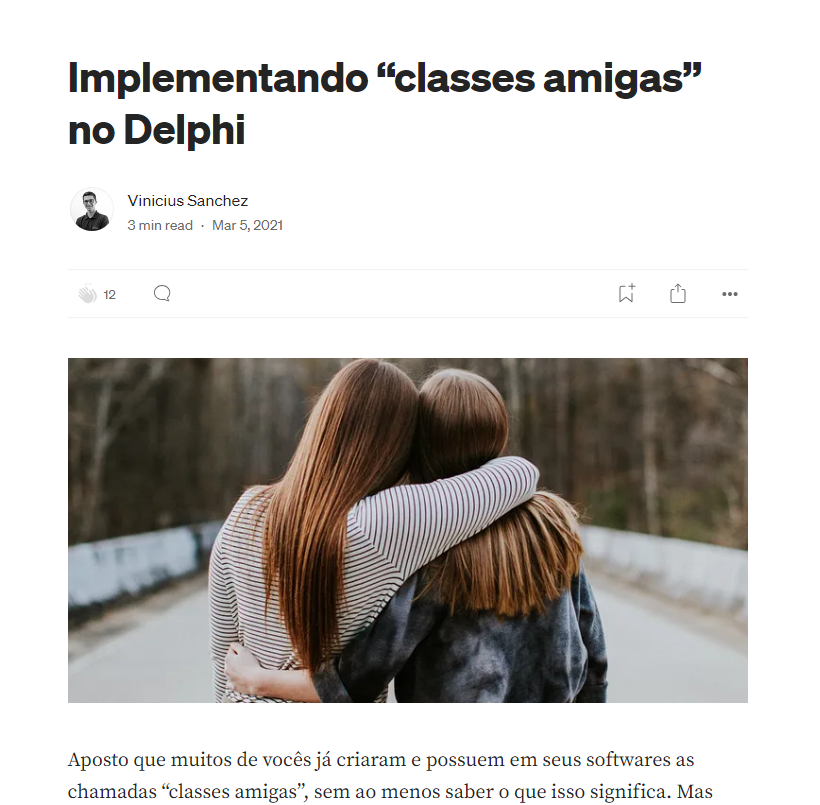 Implementando “classes amigas”
no Delphi
Vinicius Sanchez
3 min read · Mar 5, 2021
12
Aposto que muitos de vocês já criaram e possuem em seus softwares as
chamadas “classes amigas”, sem ao menos saber o que isso significa. Mas